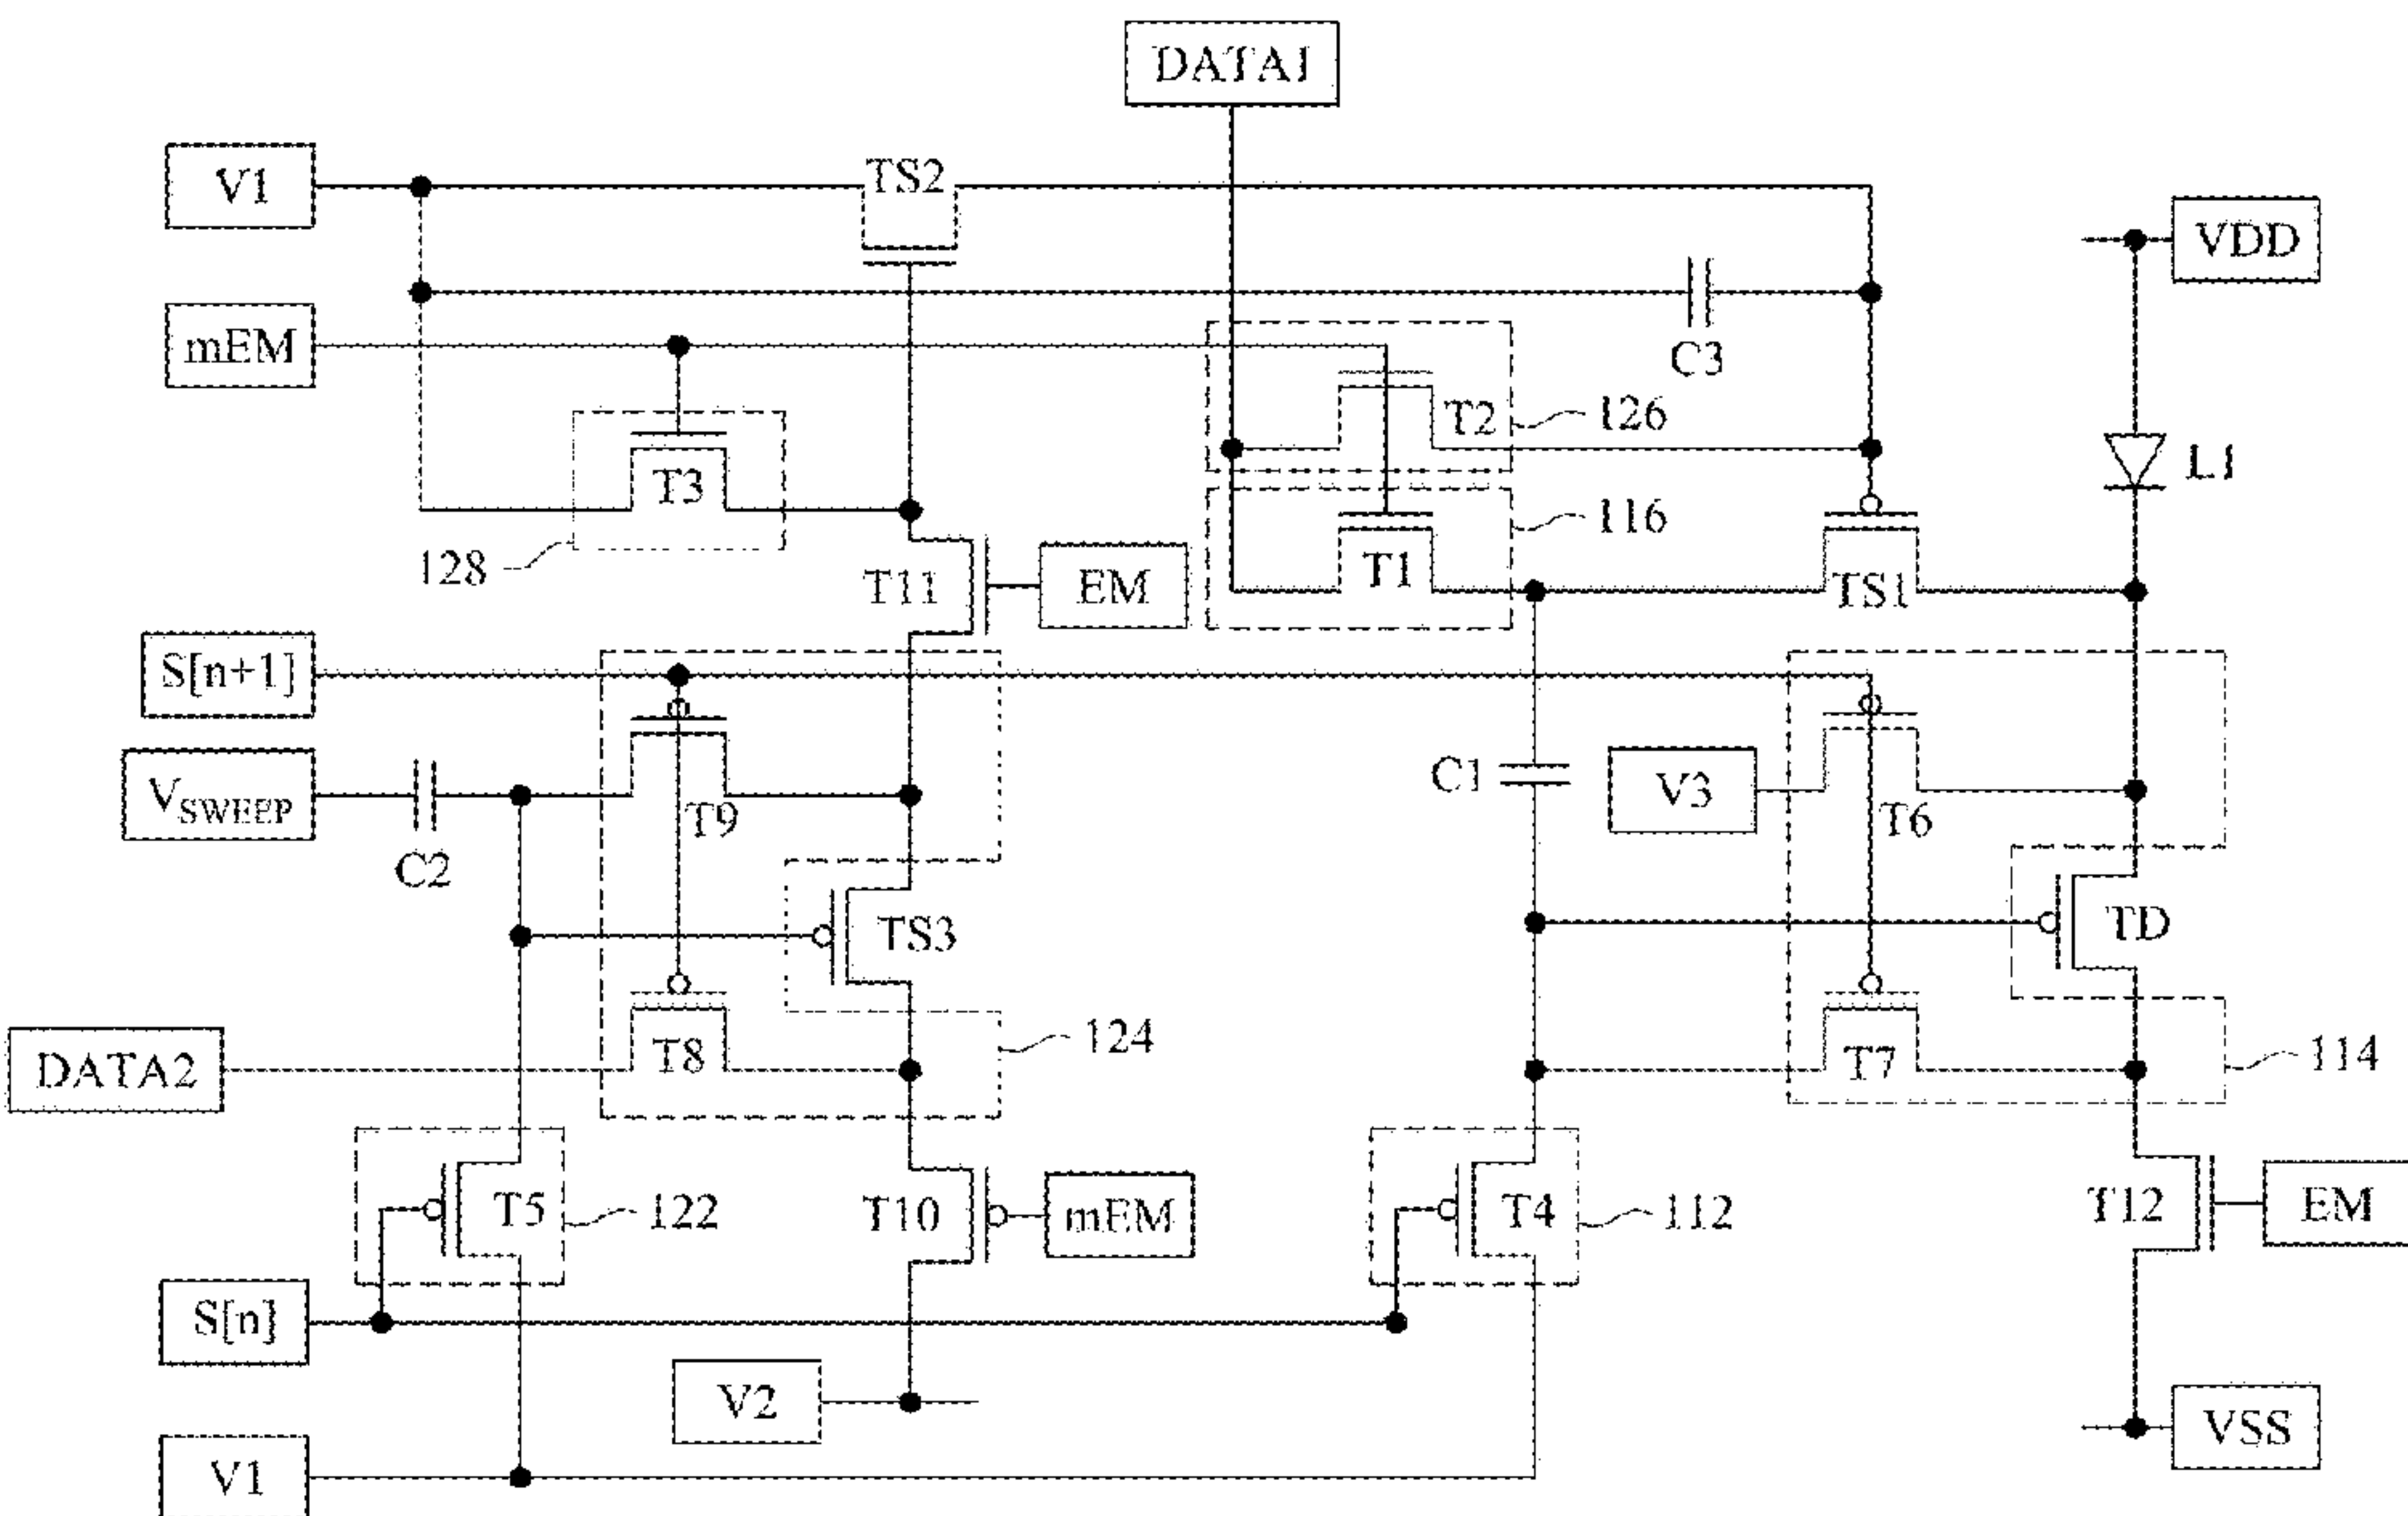 DATA1
V1
TS2
VDD
mEM
C3
T2
126
T3
L1
128
T11
EM
T1
116
TS1
S[n+1]
VSWEEP
C2
T9
C1
V3
T6
TS3
TD
DATA2
T8
124
T7
114
T5
122
T10
mEM
T4
112
T12
EM
S[n]
V2
V1
VSS